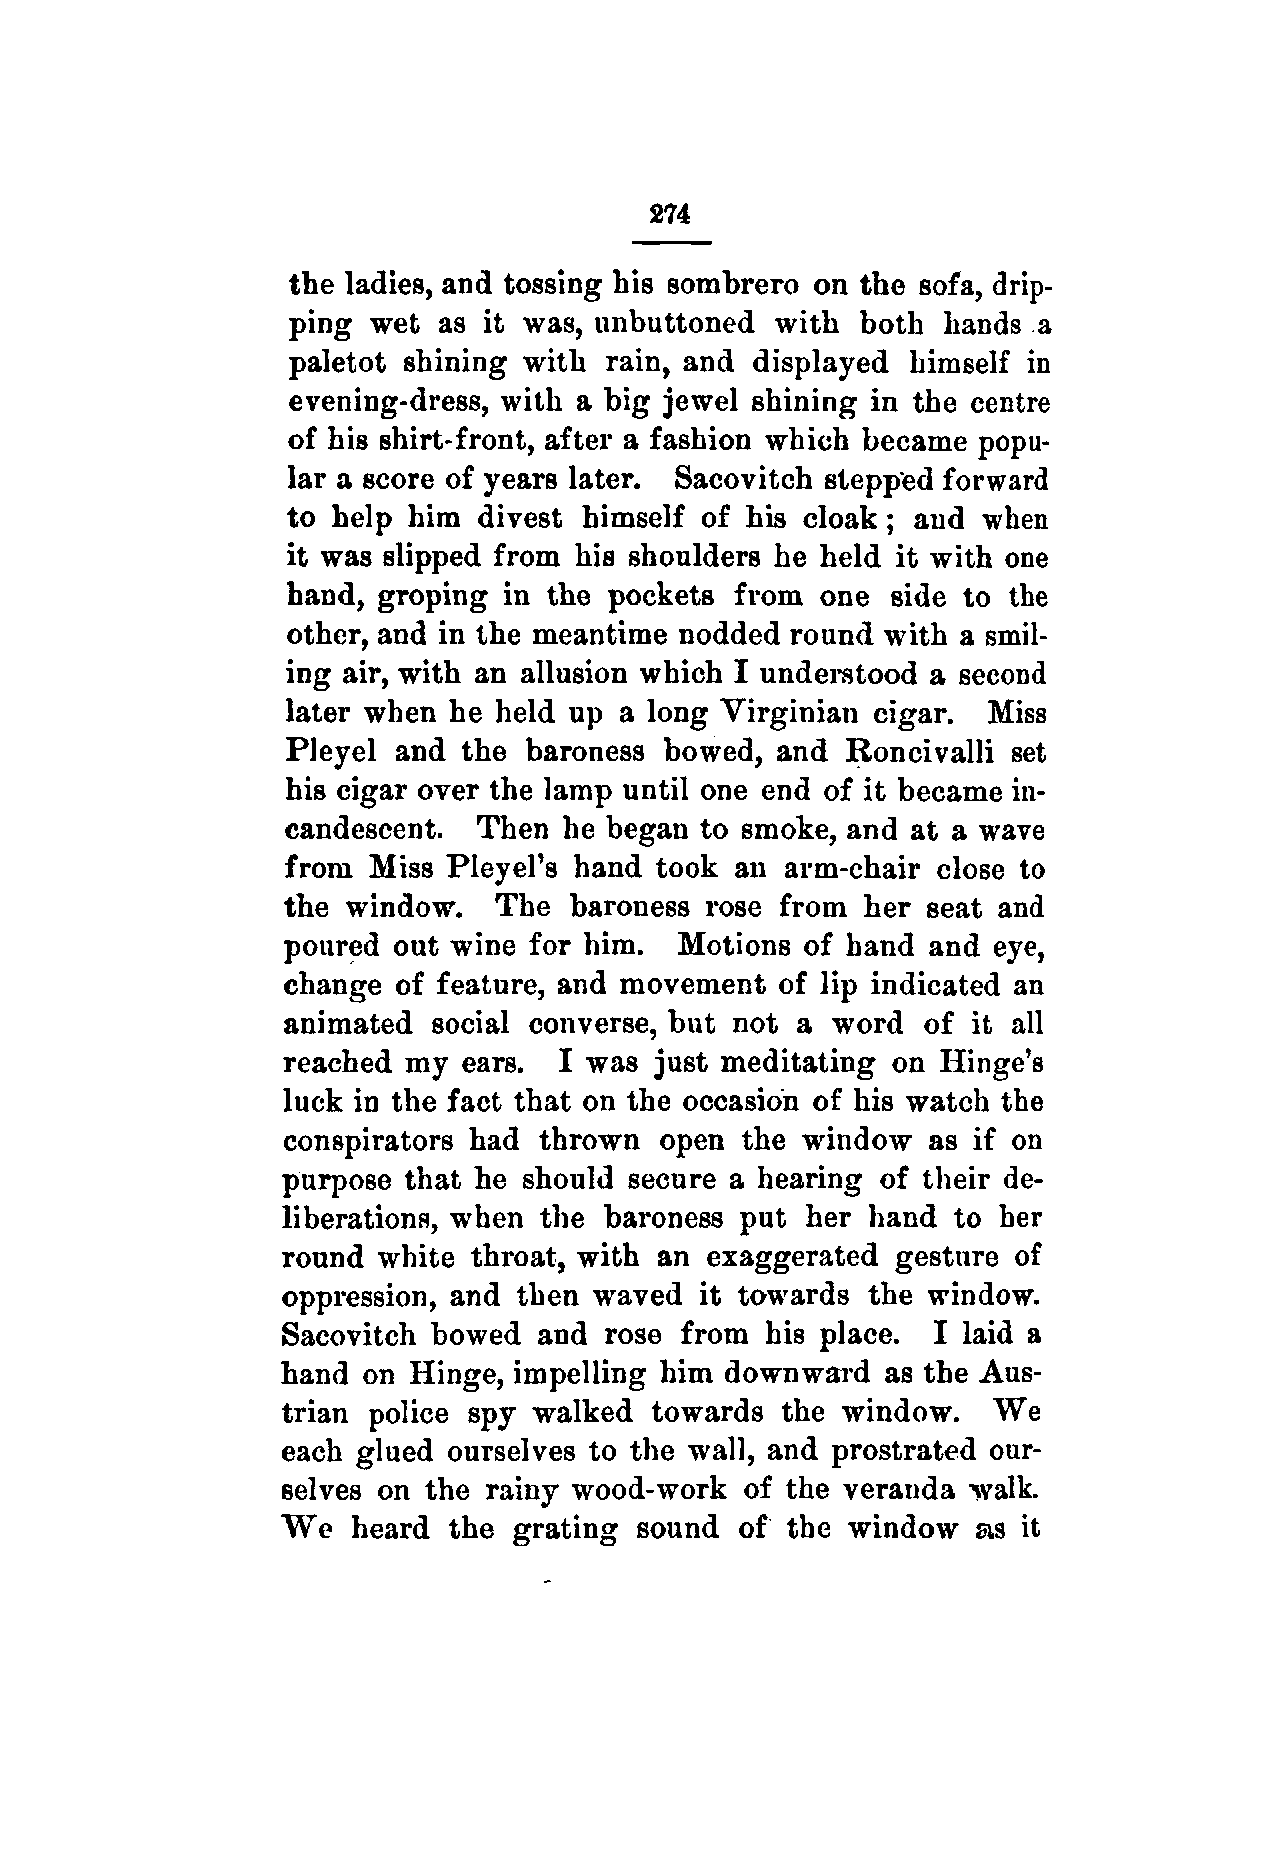 274
the ladies, and tossing his sombrero on the sofa, drip-
ping wet as it was, unbuttoned with both hands a
paletot shining with rain, and displayed himself in
evening-dress, with a big jewel shining in the centre
of his shirt-front, after a fashion which became popu-
lar a score of years later. Sacovitch stepped forward
to help him divest himself of his cloak; and when
it was slipped from his shoulders he held it with one
hand, groping in the pockets from one side to the
other, and in the meantime nodded round with a smil-
ing air, with an allusion which I understood a second
later when he held up a long Virginian cigar. Miss
Pleyel and the baroness bowed, and Roncivalli set
his cigar over the lamp until one end of it became in-
candescent. Then he began to smoke, and at a wave
from Miss Pleyel's hand took an arm-chair close to
the window. The baroness rose from her seat and
poured out wine for him. Motions of hand and eye,
change of feature, and movement of lip indicated an
animated social converse, but not a word of it all
reached my ears. I was just meditating on Hinge's
luck in the fact that on the occasion of his watch the
conspirators had thrown open the window as if on
purpose that he should secure a hearing of their de-
liberations, when the baroness put her hand to her
round white throat, with an exaggerated gesture of
oppression, and then waved it towards the window.
Sacovitch bowed and rose from his place. I laid a
hand on Hinge, impelling him downward as the Aus-
trian police spy walked towards the window. We
each glued ourselves to the wall, and prostrated our-
selves on the rainy wood-work of the veranda walk.
We heard the grating sound of the window as it